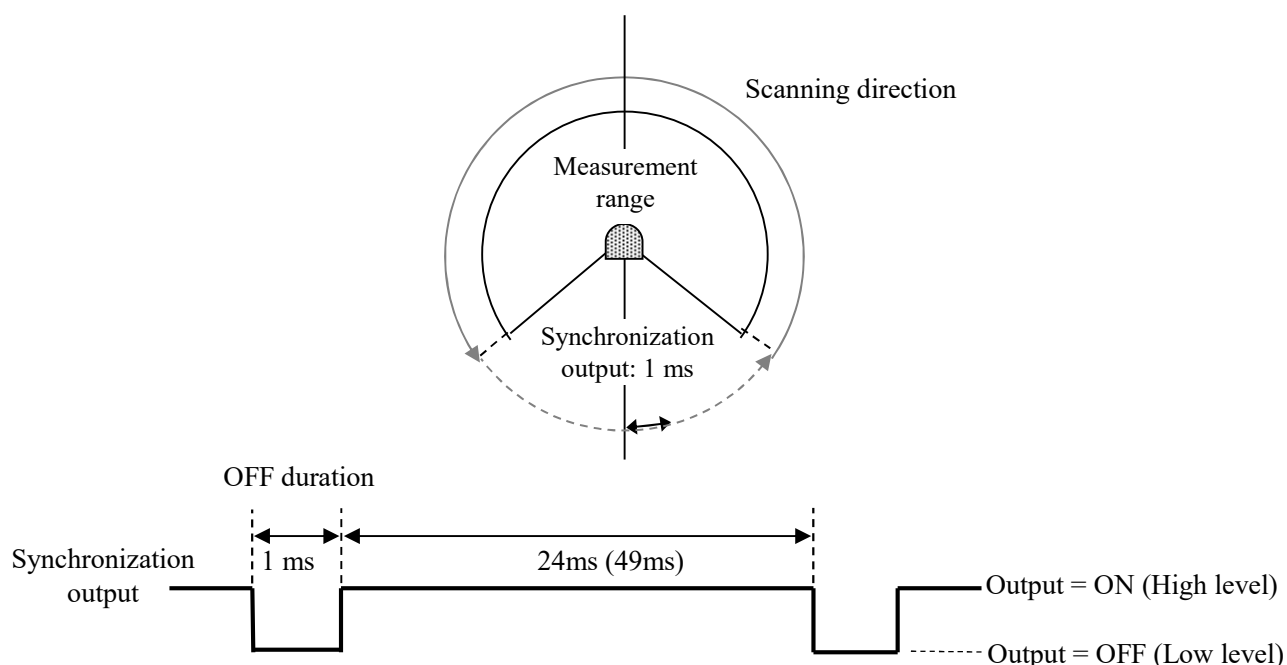 Scanning direction
Measurement
range
Synchronization
output: 1 ms
OFF duration
1 ms
24ms (49ms)
Synchronization
output
Output = ON (High level)
Output = OFF (Low level)